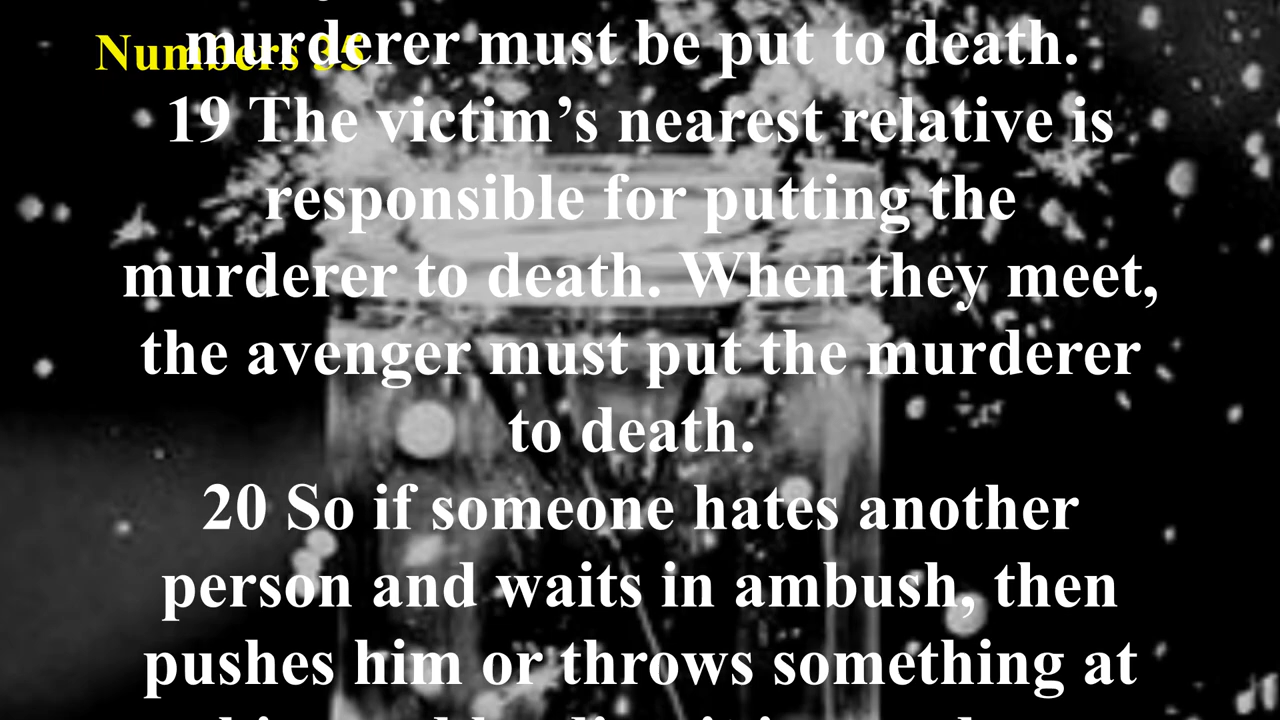 Numbers 35
murderer must be put to death.
19 The victim’s nearest relative is
responsible for putting the
murderer to death. When they meet,
the avenger must put the murderer
to death.
20 So if someone hates another
person and waits in ambush, then
pushes him or throws something at